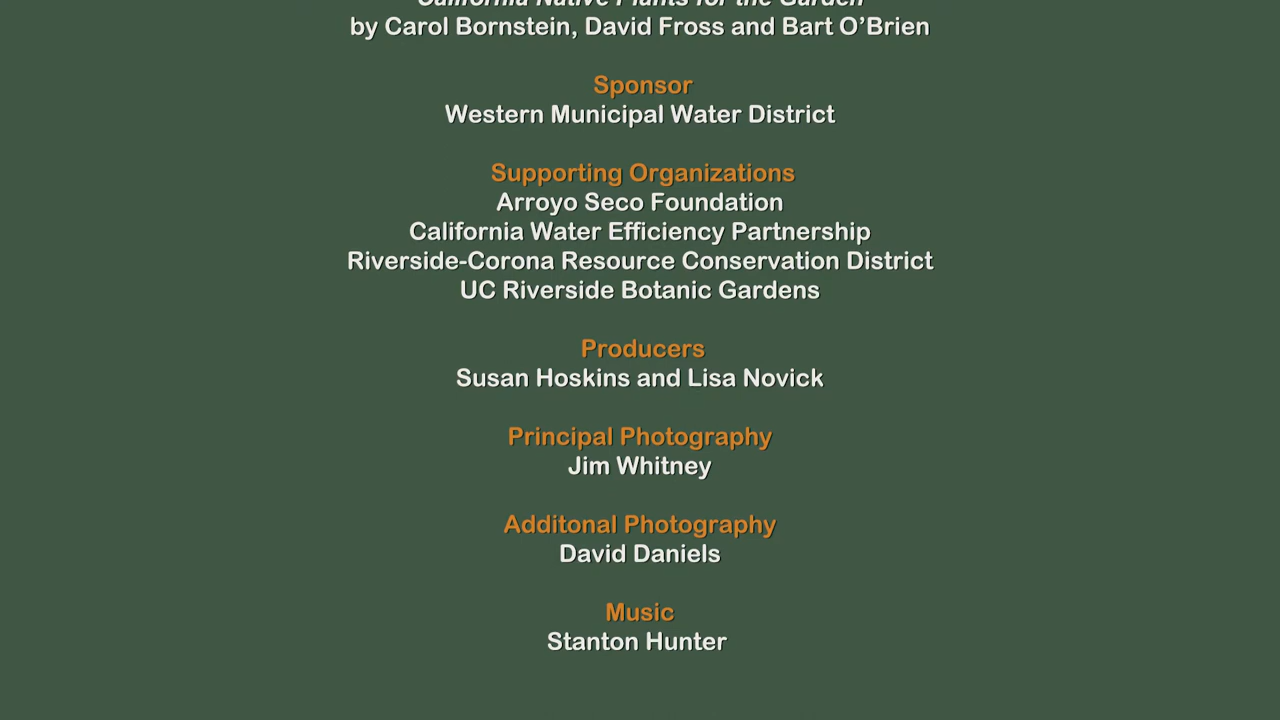 California Native Plants for the Garden
by Carol Bornstein, David Fross and Bart O’Brien
Sponsor
Western Municipal Water District
Supporting Organizations
Arroyo Seco Foundation
California Water Efficiency Partnership
Riverside-Corona Resource Conservation District
UC Riverside Botanic Gardens
Producers
Susan Hoskins and Lisa Novick
Principal Photography
Jim Whitney
Additonal Photography
David Daniels
Music
Stanton Hunter